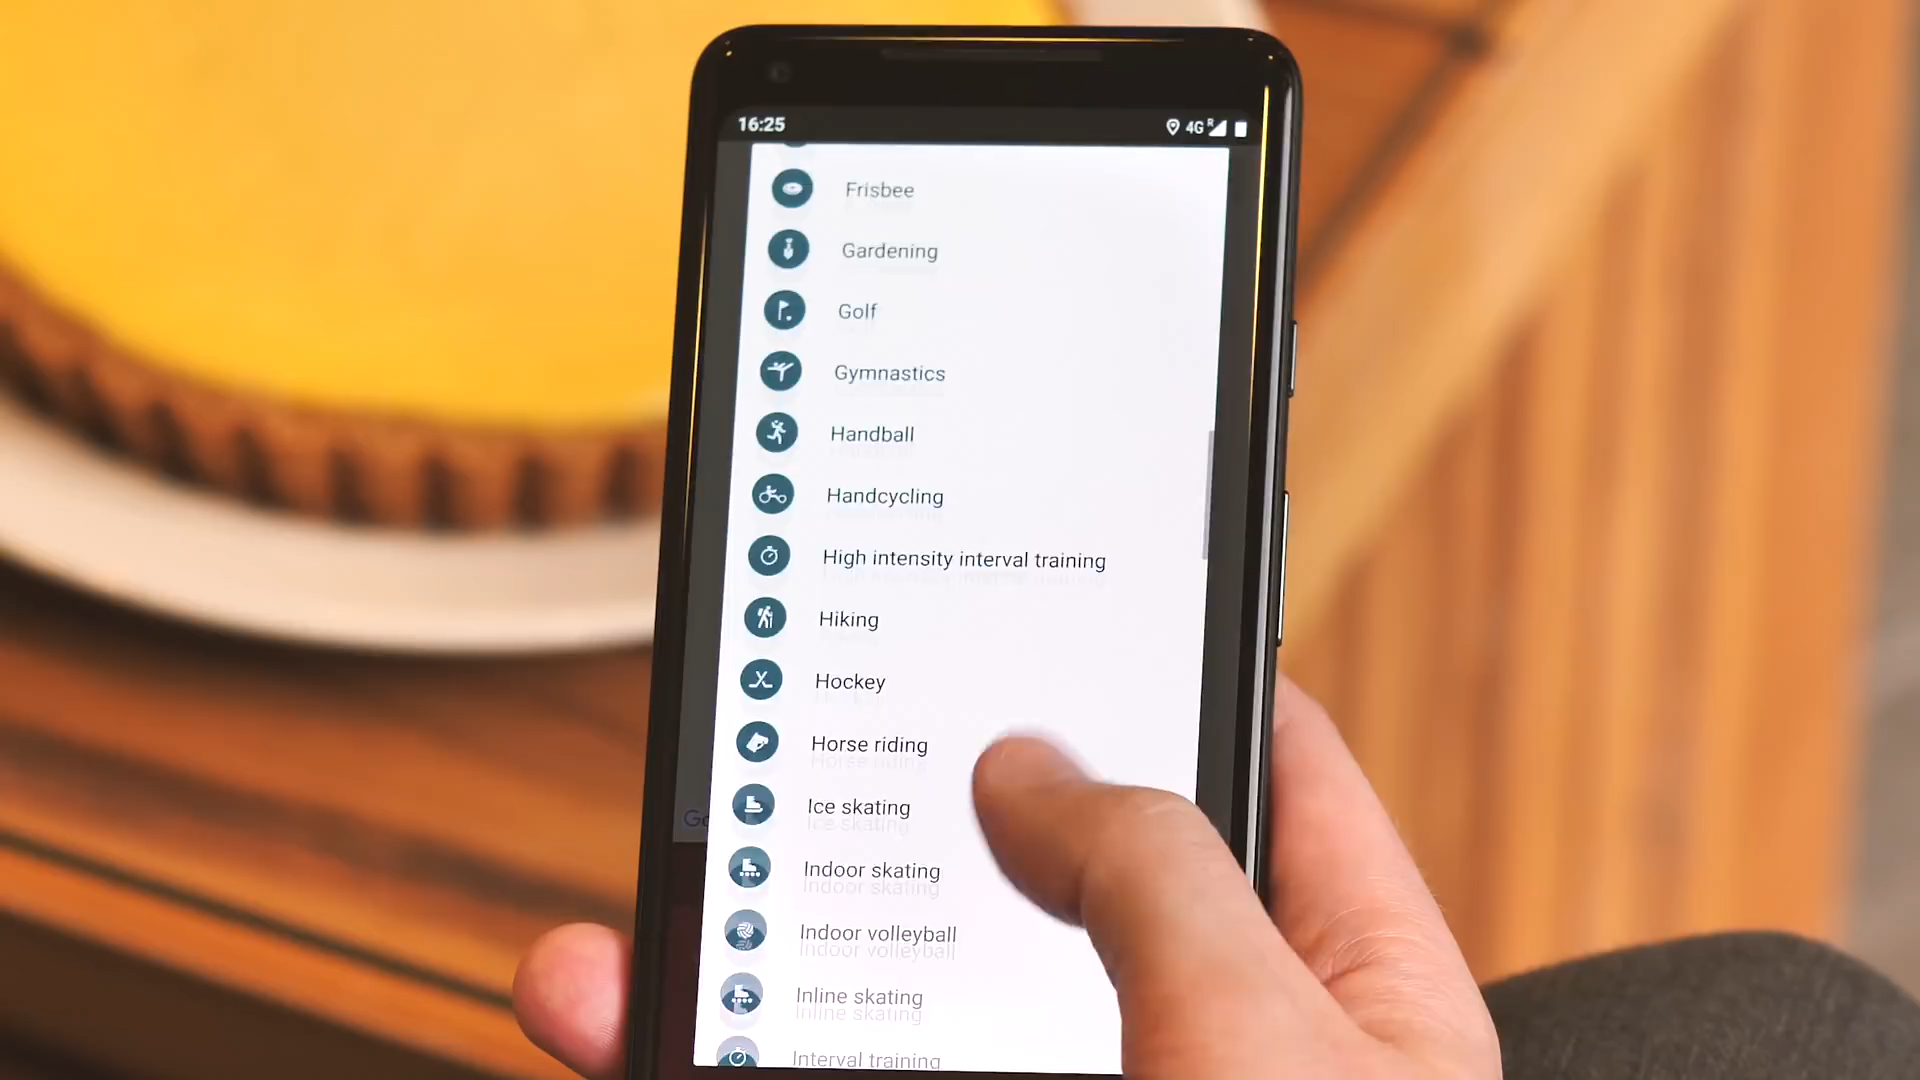 16:25
4G R
Frisbee
Gardening
Golf
Gymnastics
Handball
Handcycling
High intensity interval training
Hiking
Hockey
Horse riding
Ice skating
Indoor skating
Indoor volleyball
Inline skating
Interval training